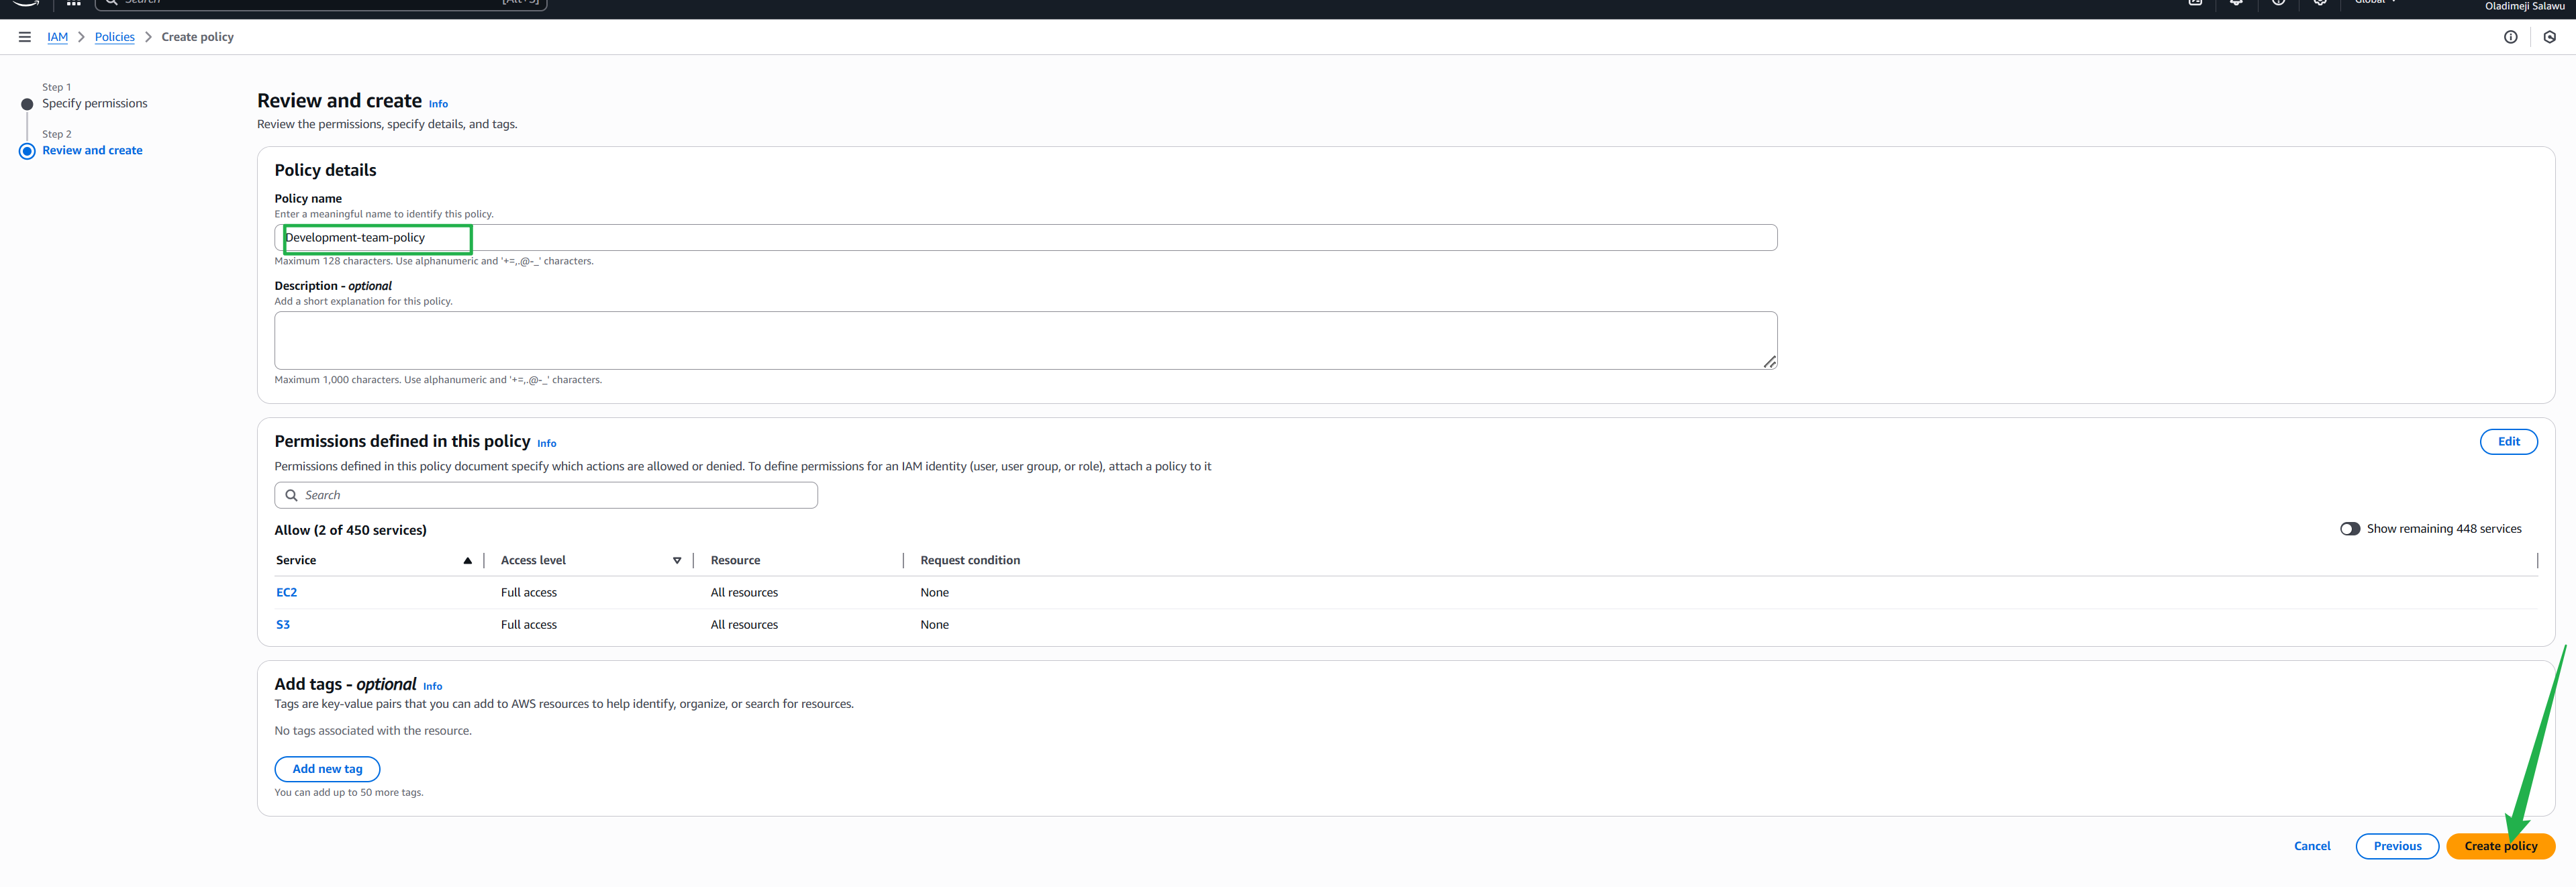 Search
[Alt+S]
Global
Oladimeji Salawu
IAM > Policies > Create policy
Step 1
Specify permissions
Step 2
Review and create
Review and create Info
Review the permissions, specify details, and tags.
Policy details
Policy name
Enter a meaningful name to identify this policy.
Development-team-policy
Maximum 128 characters. Use alphanumeric and '+=,.@-_' characters.
Description - optional
Add a short explanation for this policy.
Maximum 1,000 characters. Use alphanumeric and '+=,.@-_' characters.
Permissions defined in this policy Info
Edit
Permissions defined in this policy document specify which actions are allowed or denied. To define permissions for an IAM identity (user, user group, or role), attach a policy to it
Search
Allow (2 of 450 services)
Show remaining 448 services
Service Access level Resource Request condition
EC2 Full access All resources None
S3 Full access All resources None
Add tags - optional Info
Tags are key-value pairs that you can add to AWS resources to help identify, organize, or search for resources.
No tags associated with the resource.
Add new tag
You can add up to 50 more tags.
Cancel Previous Create policy